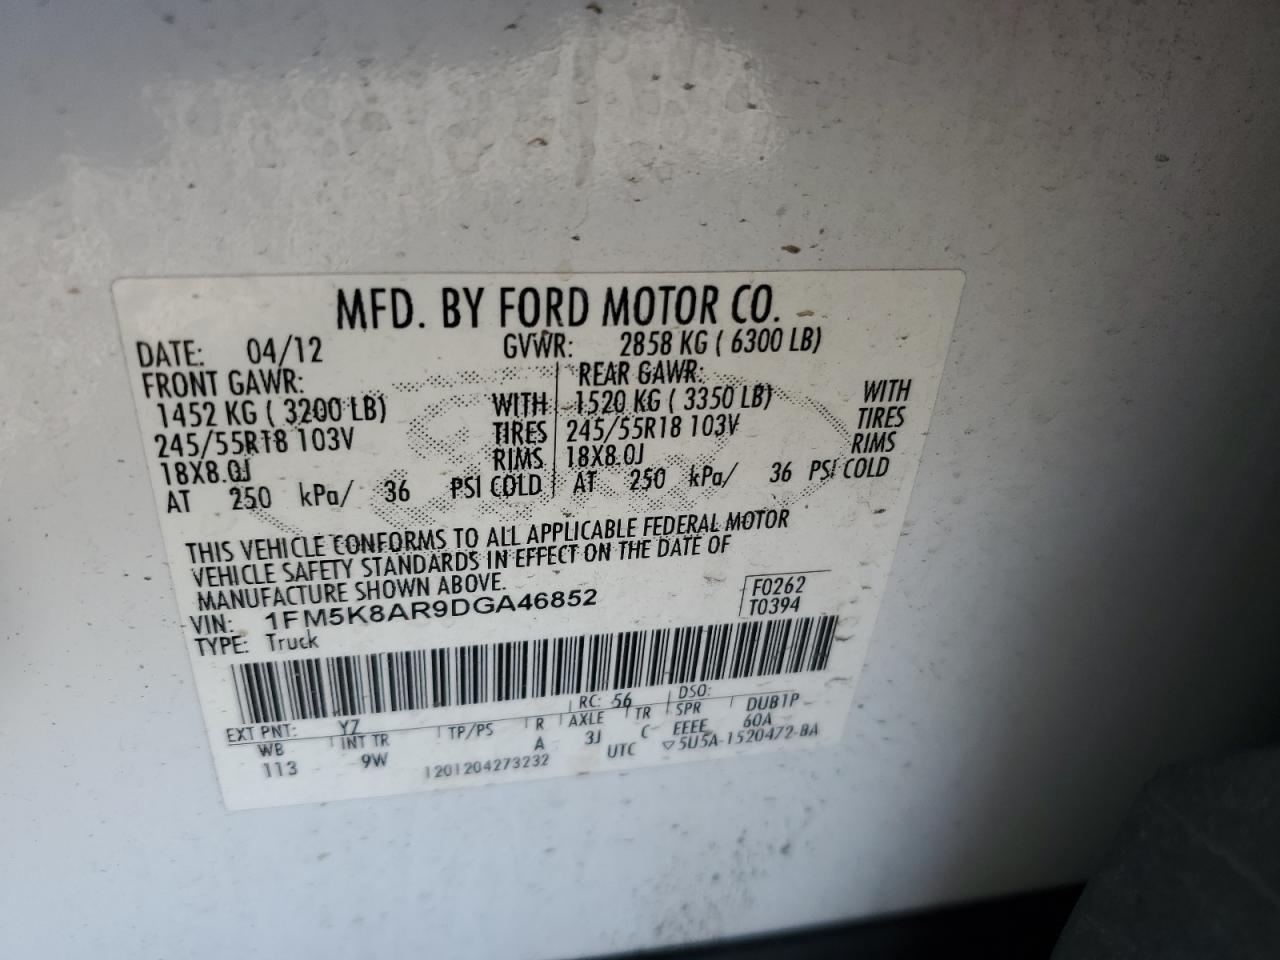 MFD. BY FORD MOTOR CO.
DATE: 04/12 GVWR: 2858 KG ( 6300 LB)
FRONT GAWR: REAR GAWR:
1452 KG ( 3200 LB) WITH 1520 KG ( 3350 LB) WITH
245/55R18 103V TIRES 245/55R18 103V TIRES
18X8.0J RIMS 18X8.0J RIMS
AT 250 kPa/ 36 PSI COLD AT 250 kPa/ 36 PSI COLD
THIS VEHICLE CONFORMS TO ALL APPLICABLE FEDERAL MOTOR
VEHICLE SAFETY STANDARDS IN EFFECT ON THE DATE OF
MANUFACTURE SHOWN ABOVE.
VIN: 1FM5K8AR9DGA46852 F0262
TYPE: Truck T0394
EXT PNT: YZ RC: 56 DSO:
WB INT TR TP/PS R AXLE TR SPR DUB1P
113 9W A 3J C EEEE 60A
1201204273232 UTC ▽5U5A-1520472-BA